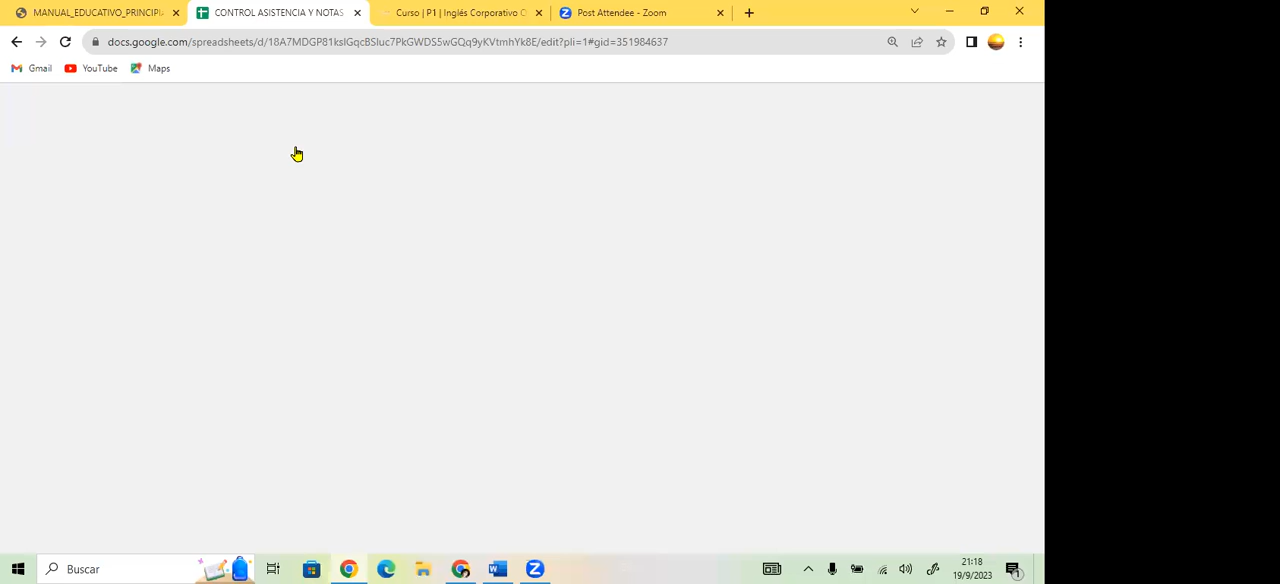 MANUAL_EDUCATIVO_PRINCIPI
CONTROL ASISTENCIA Y NOTAS
Curso | P1 | Inglés Corporativo
Post Attendee - Zoom
docs.google.com/spreadsheets/d/18A7MDGP81kslGqcBSluc7PkGWDS5wGQq9yKVtmhYk8E/edit?pli=1#gid=351984637
Gmail
YouTube
Maps
Buscar
21:18
19/9/2023